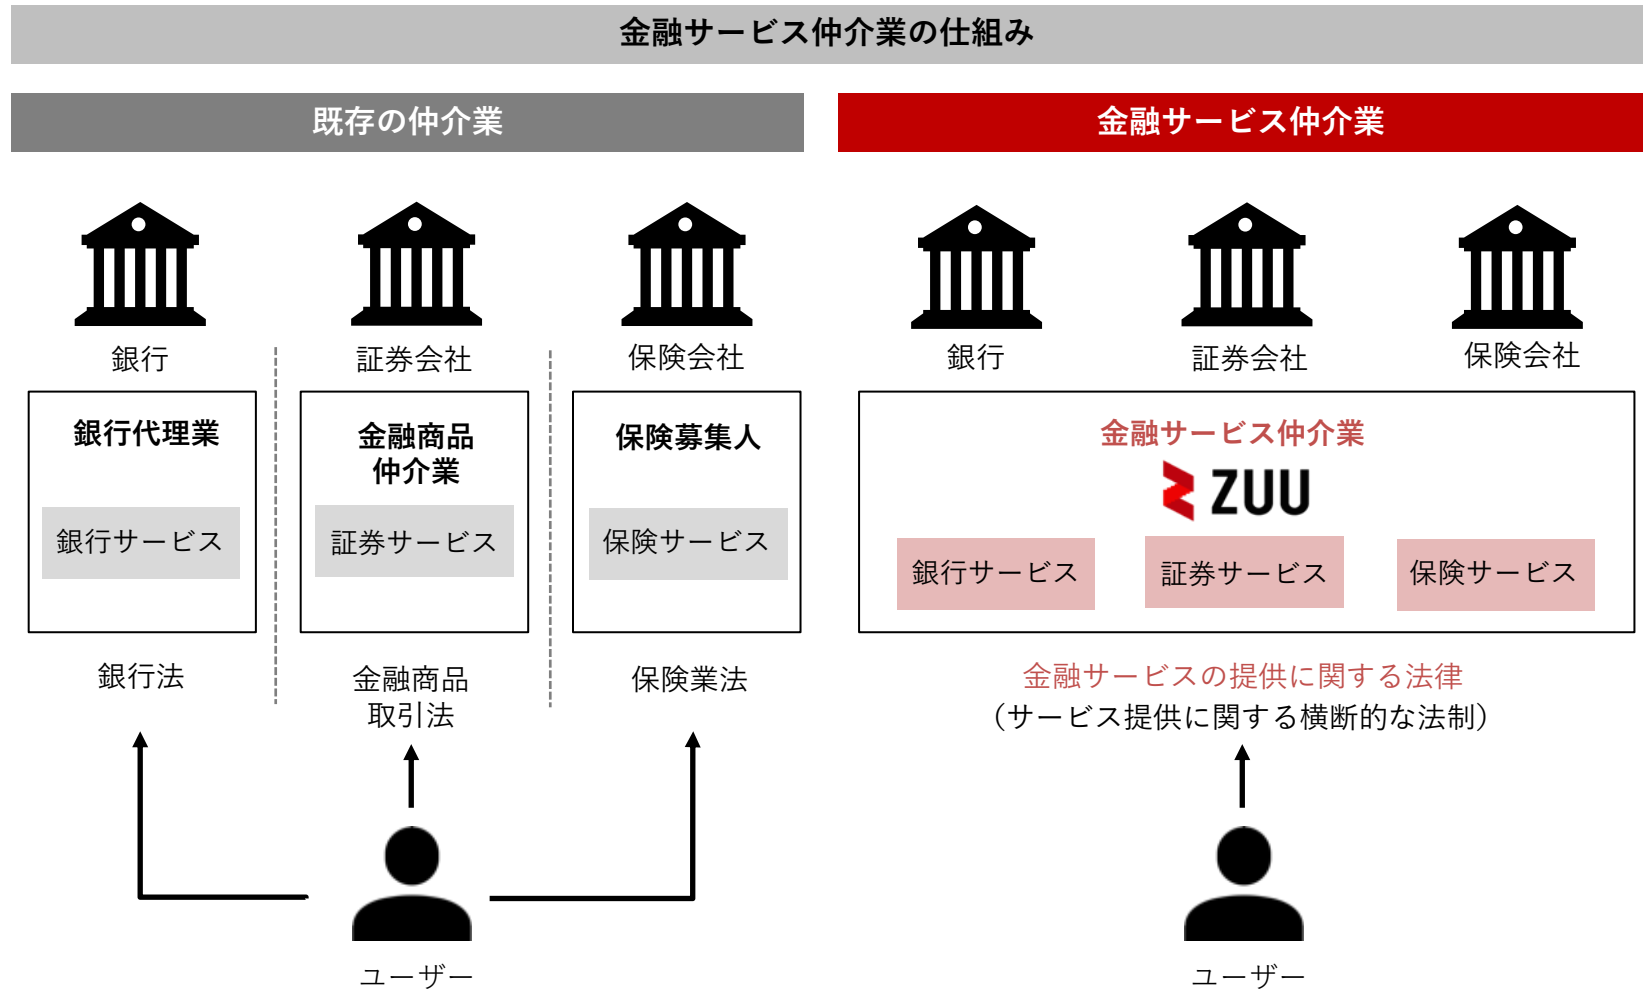 金融サービス仲介業の仕組み
既存の仲介業
銀行
証券会社
保険会社
銀行代理業
金融商品
仲介業
保険募集人
銀行サービス
証券サービス
保険サービス
銀行法
金融商品
取引法
保険業法
ユーザー
金融サービス仲介業
銀行
証券会社
保険会社
金融サービス仲介業
ZUU
銀行サービス
証券サービス
保険サービス
金融サービスの提供に関する法律
（サービス提供に関する横断的な法制）
ユーザー